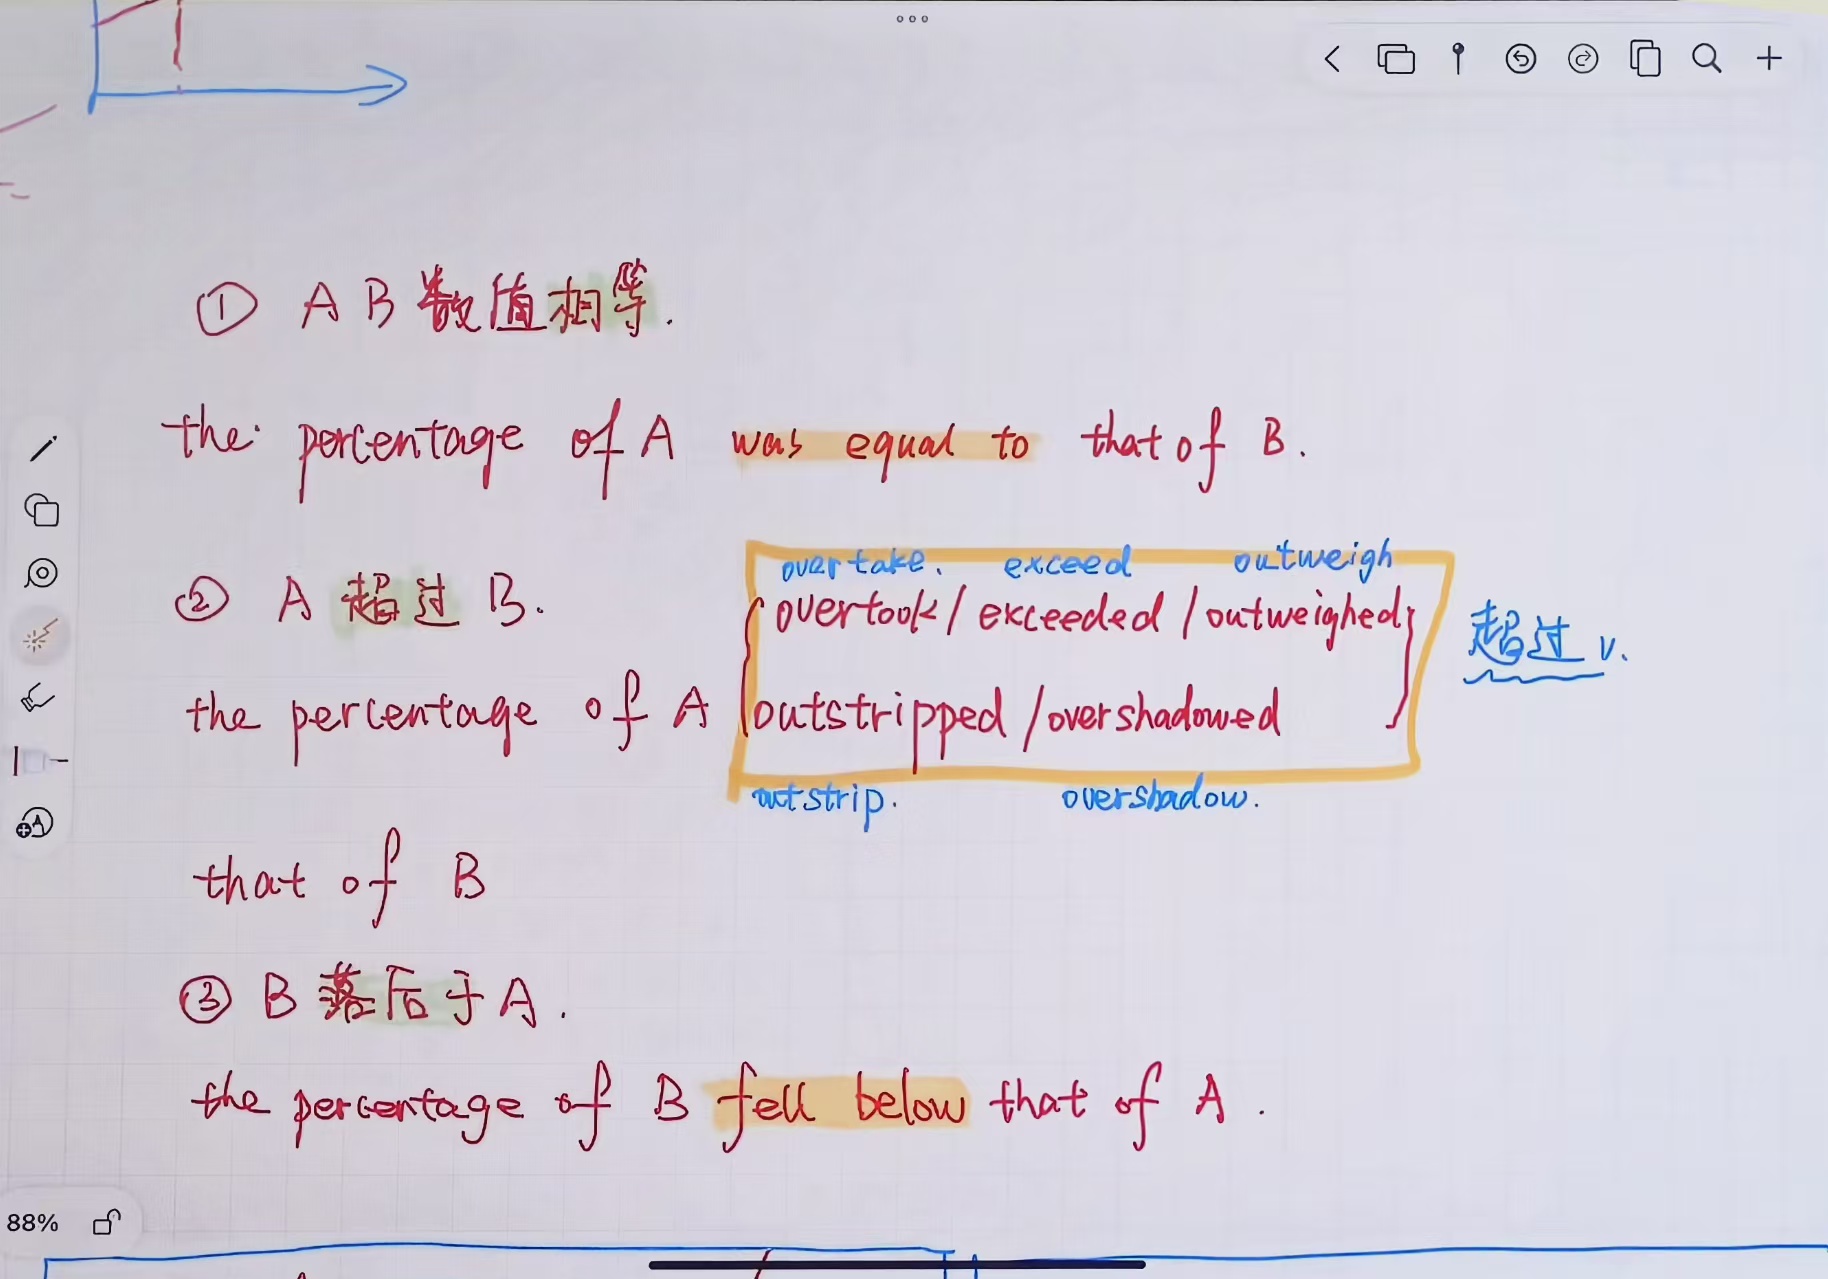 ① A B 数值相等.
the percentage of A was equal to that of B.
overtake. exceed outweigh
② A 超过 B.
overtook / exceeded / outweighed
超过 v.
the percentage of A outstripped / overshadowed
outstrip. overshadow.
that of B
③ B 落后于 A.
the percentage of B fell below that of A.
88%